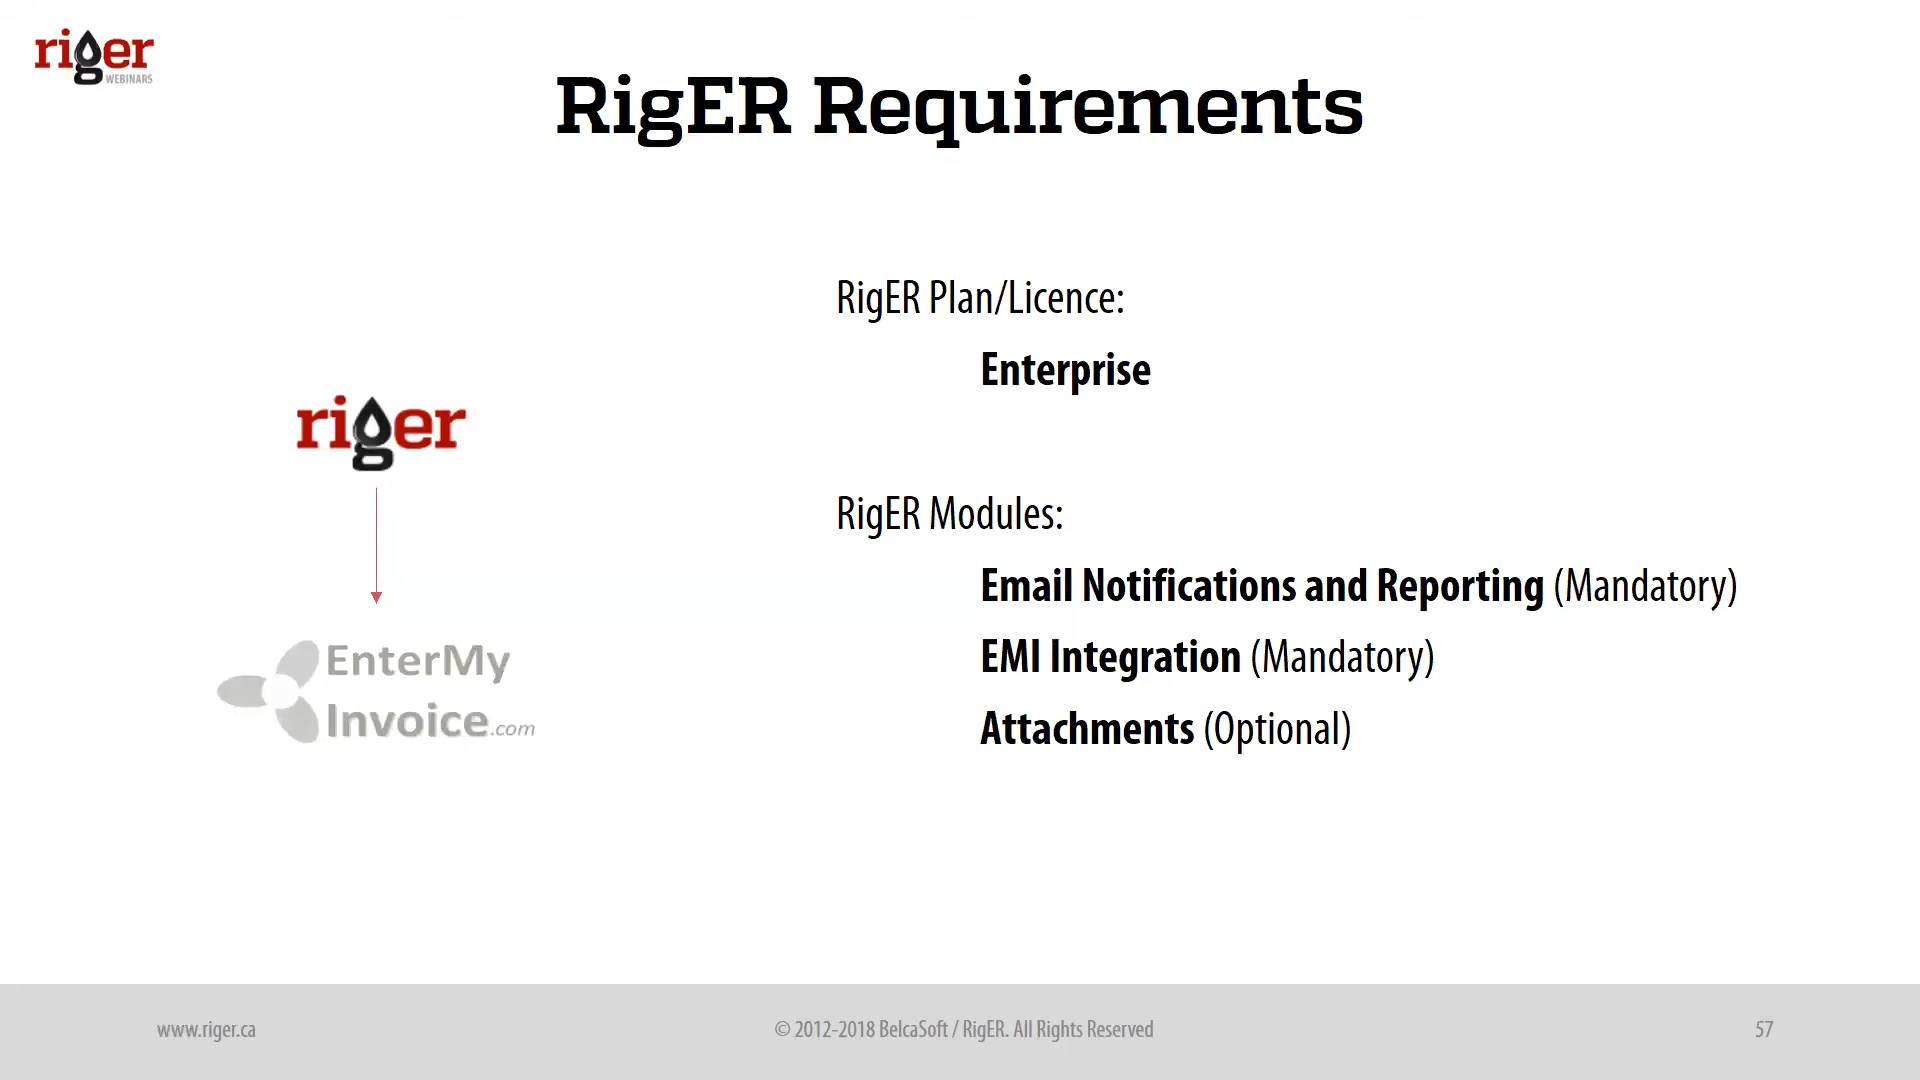 riger
WEBINARS
RigER Requirements
RigER Plan/Licence:
Enterprise
riger
RigER Modules:
Email Notifications and Reporting (Mandatory)
EMI Integration (Mandatory)
Attachments (Optional)
EnterMy
Invoice.com
www.riger.ca
© 2012-2018 BelcaSoft / RigER. All Rights Reserved
57